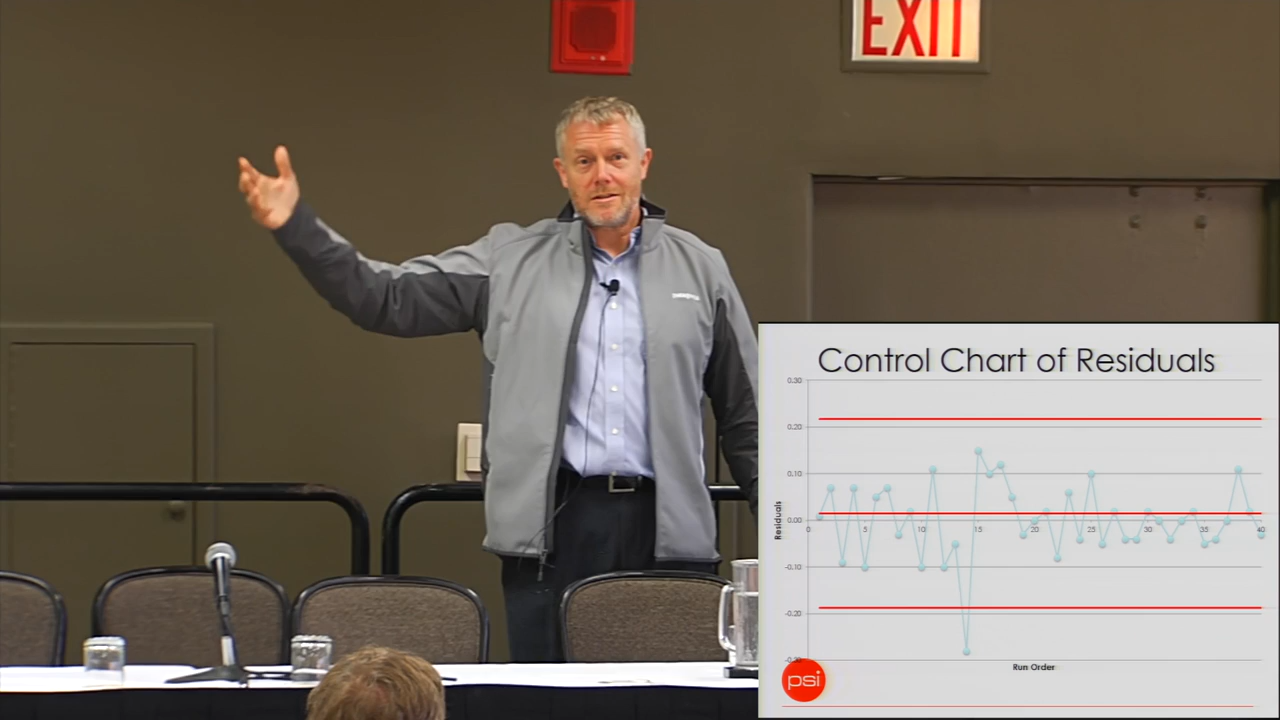 EXIT
Control Chart of Residuals
0.30
0.20
0.10
0.00
-0.10
-0.20
0 5 10 15 20 25 30 35 40
Residuals
Run Order
psi